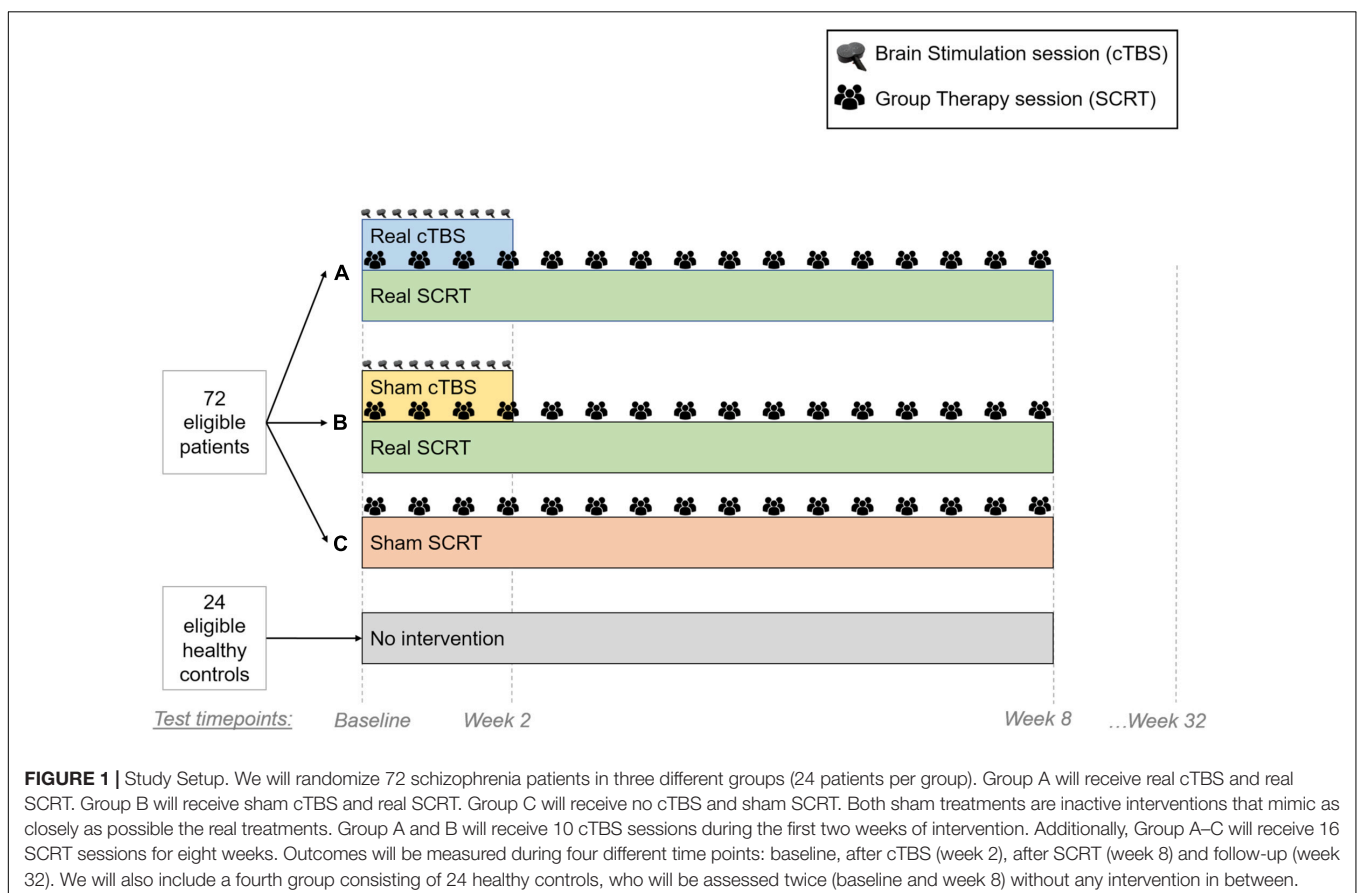 Brain Stimulation session (cTBS)
Group Therapy session (SCRT)
Real cTBS
A
Real SCRT
72
eligible
patients
Sham cTBS
B
Real SCRT
C
Sham SCRT
24
eligible
healthy
controls
No intervention
Test timepoints:
Baseline
Week 2
Week 8
...Week 32
FIGURE 1 | Study Setup. We will randomize 72 schizophrenia patients in three different groups (24 patients per group). Group A will receive real cTBS and real
SCRT. Group B will receive sham cTBS and real SCRT. Group C will receive no cTBS and sham SCRT. Both sham treatments are inactive interventions that mimic as
closely as possible the real treatments. Group A and B will receive 10 cTBS sessions during the first two weeks of intervention. Additionally, Group A–C will receive 16
SCRT sessions for eight weeks. Outcomes will be measured during four different time points: baseline, after cTBS (week 2), after SCRT (week 8) and follow-up (week
32). We will also include a fourth group consisting of 24 healthy controls, who will be assessed twice (baseline and week 8) without any intervention in between.